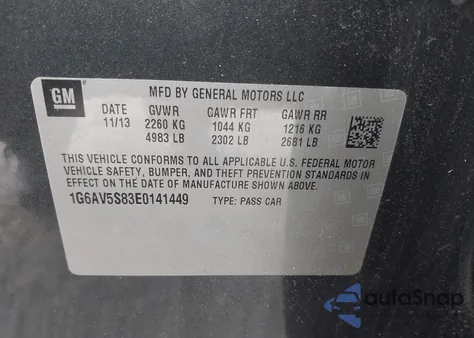 GM
MFD BY GENERAL MOTORS LLC
DATE GVWR GAWR FRT GAWR RR
11/13 2260 KG 1044 KG 1216 KG
4983 LB 2302 LB 2681 LB
THIS VEHICLE CONFORMS TO ALL APPLICABLE U.S. FEDERAL MOTOR
VEHICLE SAFETY, BUMPER, AND THEFT PREVENTION STANDARDS
IN EFFECT ON THE DATE OF MANUFACTURE SHOWN ABOVE.
1G6AV5S83E0141449 TYPE: PASS CAR
autoSnap